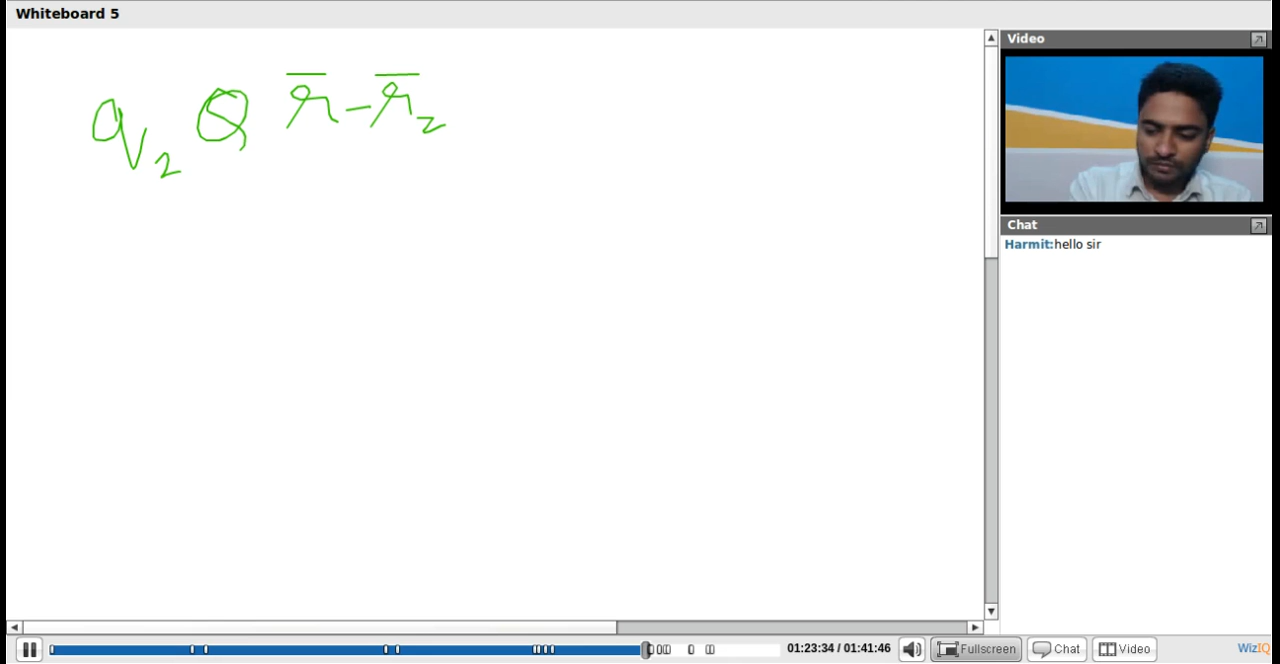 Whiteboard 5
q₂ Q r̅ - r̅₂
Video
Chat
Harmit:hello sir
01:23:34 / 01:41:46
Fullscreen
Chat
Video
WizIQ